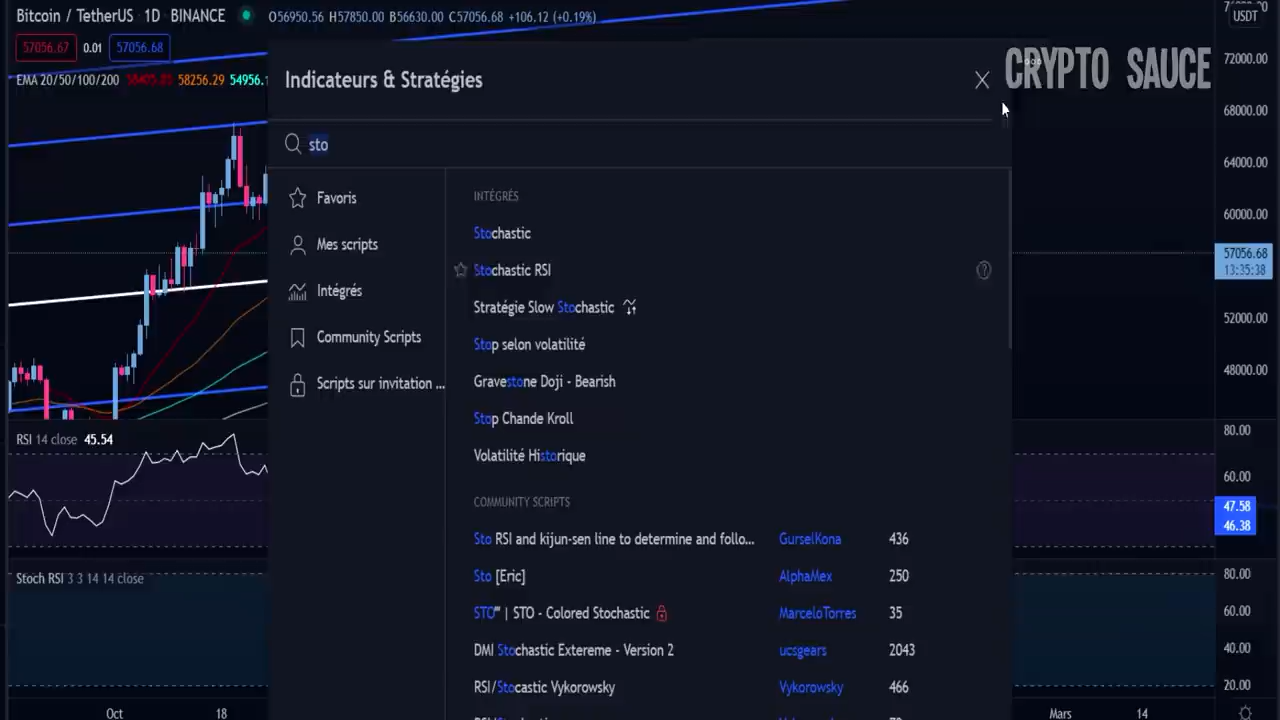 Bitcoin / TetherUS · 1D · BINANCE O56950.56 H57850.00 B56630.00 C57056.68 +106.12 (+0.19%)
USDT
57056.67 0.01 57056.68
EMA 20/50/100/200 58256.29 54956.1
CRYPTO SAUCE
Indicateurs & Stratégies
sto
Favoris
Mes scripts
Intégrés
Community Scripts
Scripts sur invitation ...
INTÉGRÉS
Stochastic
Stochastic RSI
Stratégie Slow Stochastic
Stop selon volatilité
Gravestone Doji - Bearish
Stop Chande Kroll
Volatilité Historique
COMMUNITY SCRIPTS
Sto RSI and kijun-sen line to determine and follo... GurselKona 436
Sto [Eric] AlphaMex 250
STO‴ | STO - Colored Stochastic MarceloTorres 35
DMI Stochastic Extereme - Version 2 ucsgears 2043
RSI/Stocastic Vykorowsky Vykorowsky 466
72000.00
68000.00
64000.00
60000.00
57056.68
13:35:38
52000.00
48000.00
RSI 14 close 45.54
80.00
60.00
47.58
46.38
Stoch RSI 3 3 14 14 close
80.00
60.00
40.00
20.00
Oct 18 Mars 14